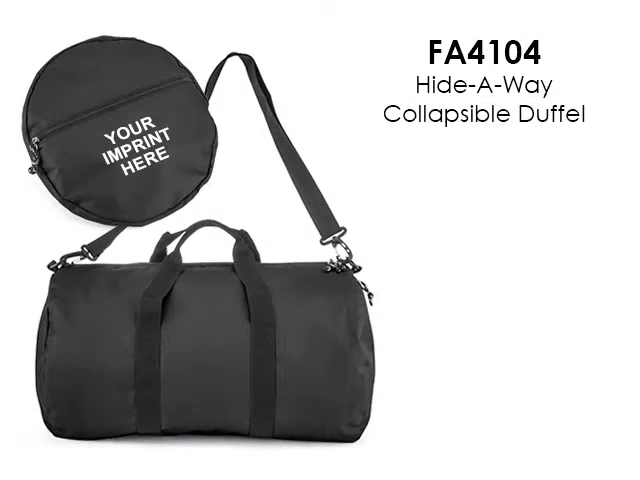 FA4104
Hide-A-Way
Collapsible Duffel
YOUR
IMPRINT
HERE